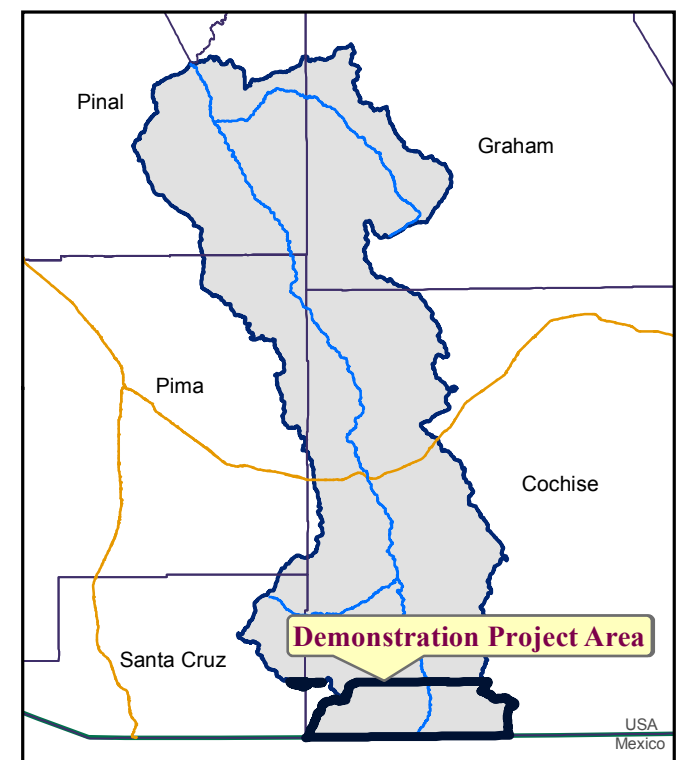 Pinal
Graham
Pima
Cochise
Demonstration Project Area
Santa Cruz
USA
Mexico